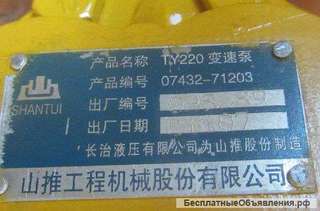 SHANTUI
产品名称 TY220 变速泵
产品编号 07432-71203
出厂编号
出厂日期
长治液压有限公司为山推股份制造
山推工程机械股份有限公司
БесплатныеОбъявления.рф